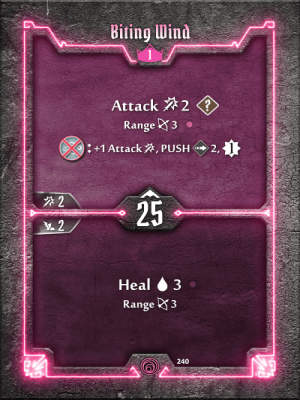 Biting Wind
1
Attack 2 ?
Range 3
: +1 Attack, PUSH 2, 1
2
25
2
Heal 3
Range 3
240